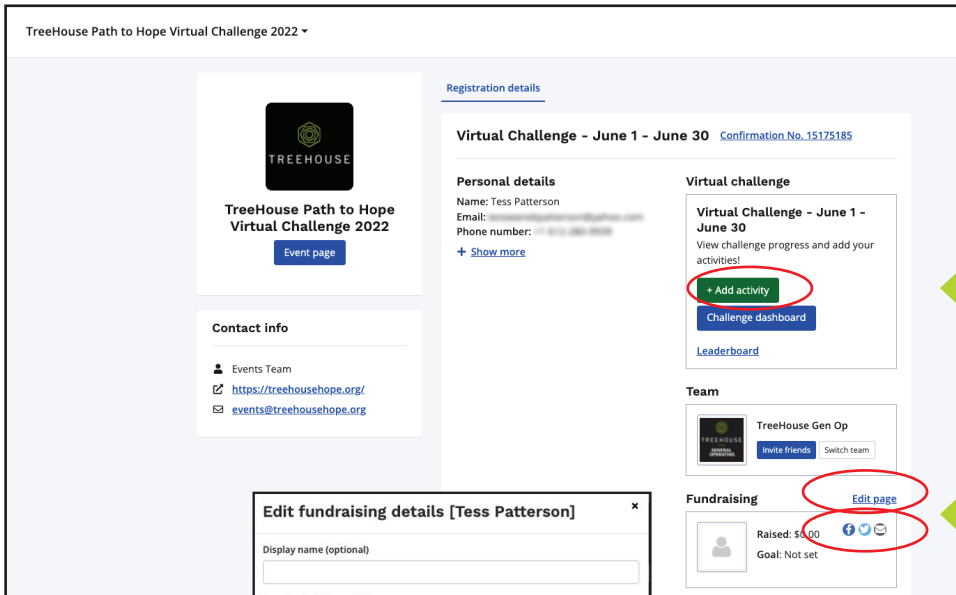 TreeHouse Path to Hope Virtual Challenge 2022
TREEHOUSE
TreeHouse Path to Hope
Virtual Challenge 2022
Event page
Contact info
Events Team
https://treehousehope.org/
events@treehousehope.org
Registration details
Virtual Challenge - June 1 - June 30 Confirmation No. 15175185
Personal details
Name: Tess Patterson
Email:
Phone number:
+ Show more
Virtual challenge
Virtual Challenge - June 1 -
June 30
View challenge progress and add your
activities!
+ Add activity
Challenge dashboard
Leaderboard
Team
TREEHOUSE
GENERAL
OPERATING
TreeHouse Gen Op
Invite friends Switch team
Fundraising Edit page
Raised: $0.00
Goal: Not set
Edit fundraising details [Tess Patterson] ×
Display name (optional)